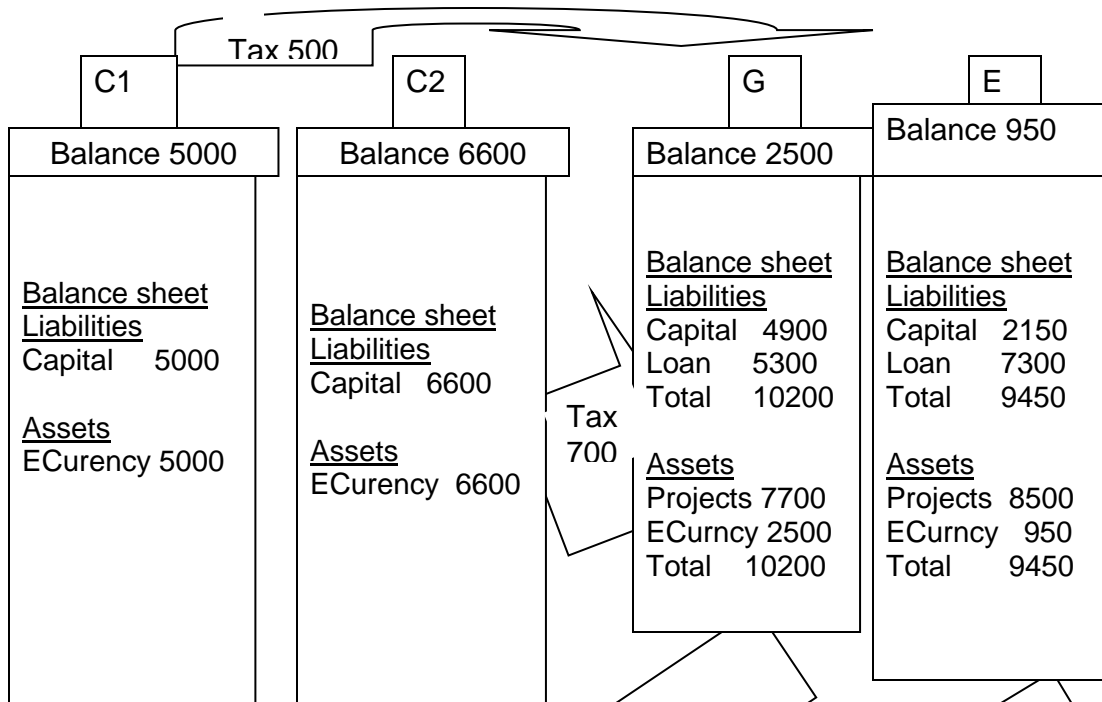 Tax 500
C1
Balance 5000
Balance sheet
Liabilities
Capital 5000
Assets
ECurency 5000
C2
Balance 6600
Balance sheet
Liabilities
Capital 6600
Assets
ECurency 6600
Tax
700
G
Balance 2500
Balance sheet
Liabilities
Capital 4900
Loan 5300
Total 10200
Assets
Projects 7700
ECurncy 2500
Total 10200
E
Balance 950
Balance sheet
Liabilities
Capital 2150
Loan 7300
Total 9450
Assets
Projects 8500
ECurncy 950
Total 9450